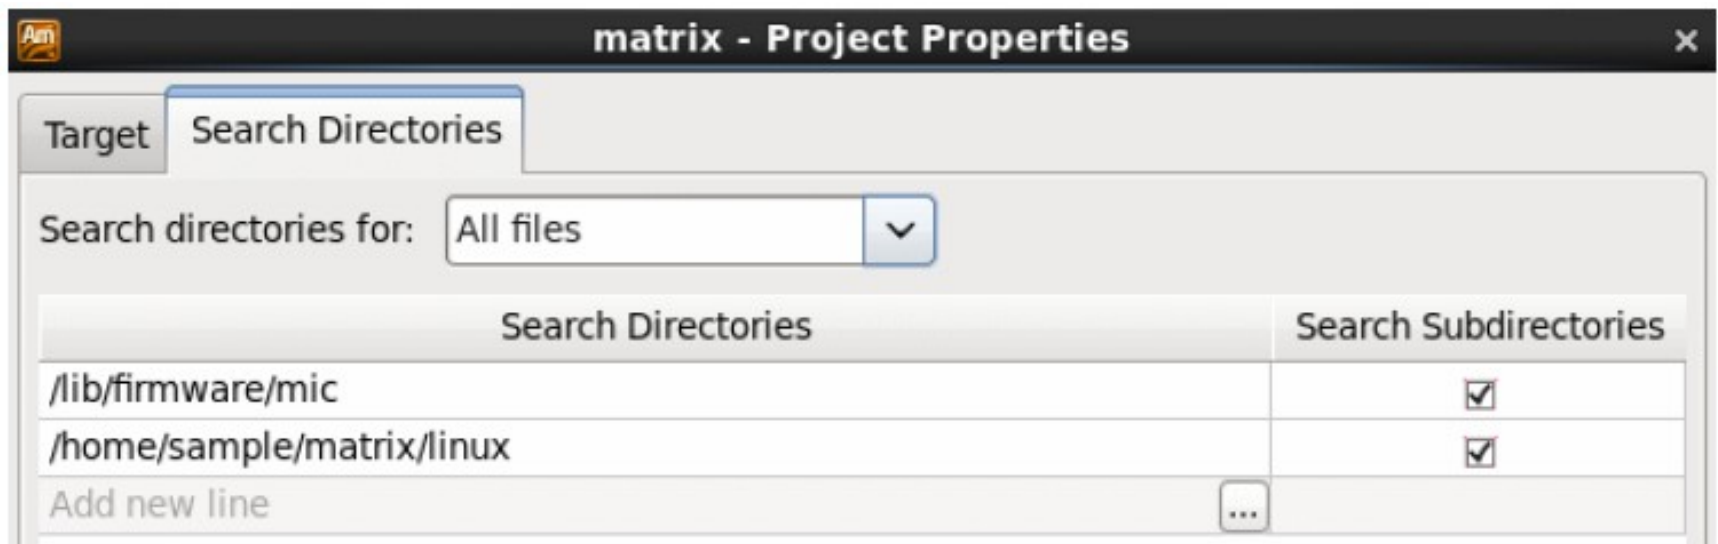 Am
matrix - Project Properties
Target
Search Directories
Search directories for: All files
Search Directories Search Subdirectories
/lib/firmware/mic
/home/sample/matrix/linux
Add new line ...